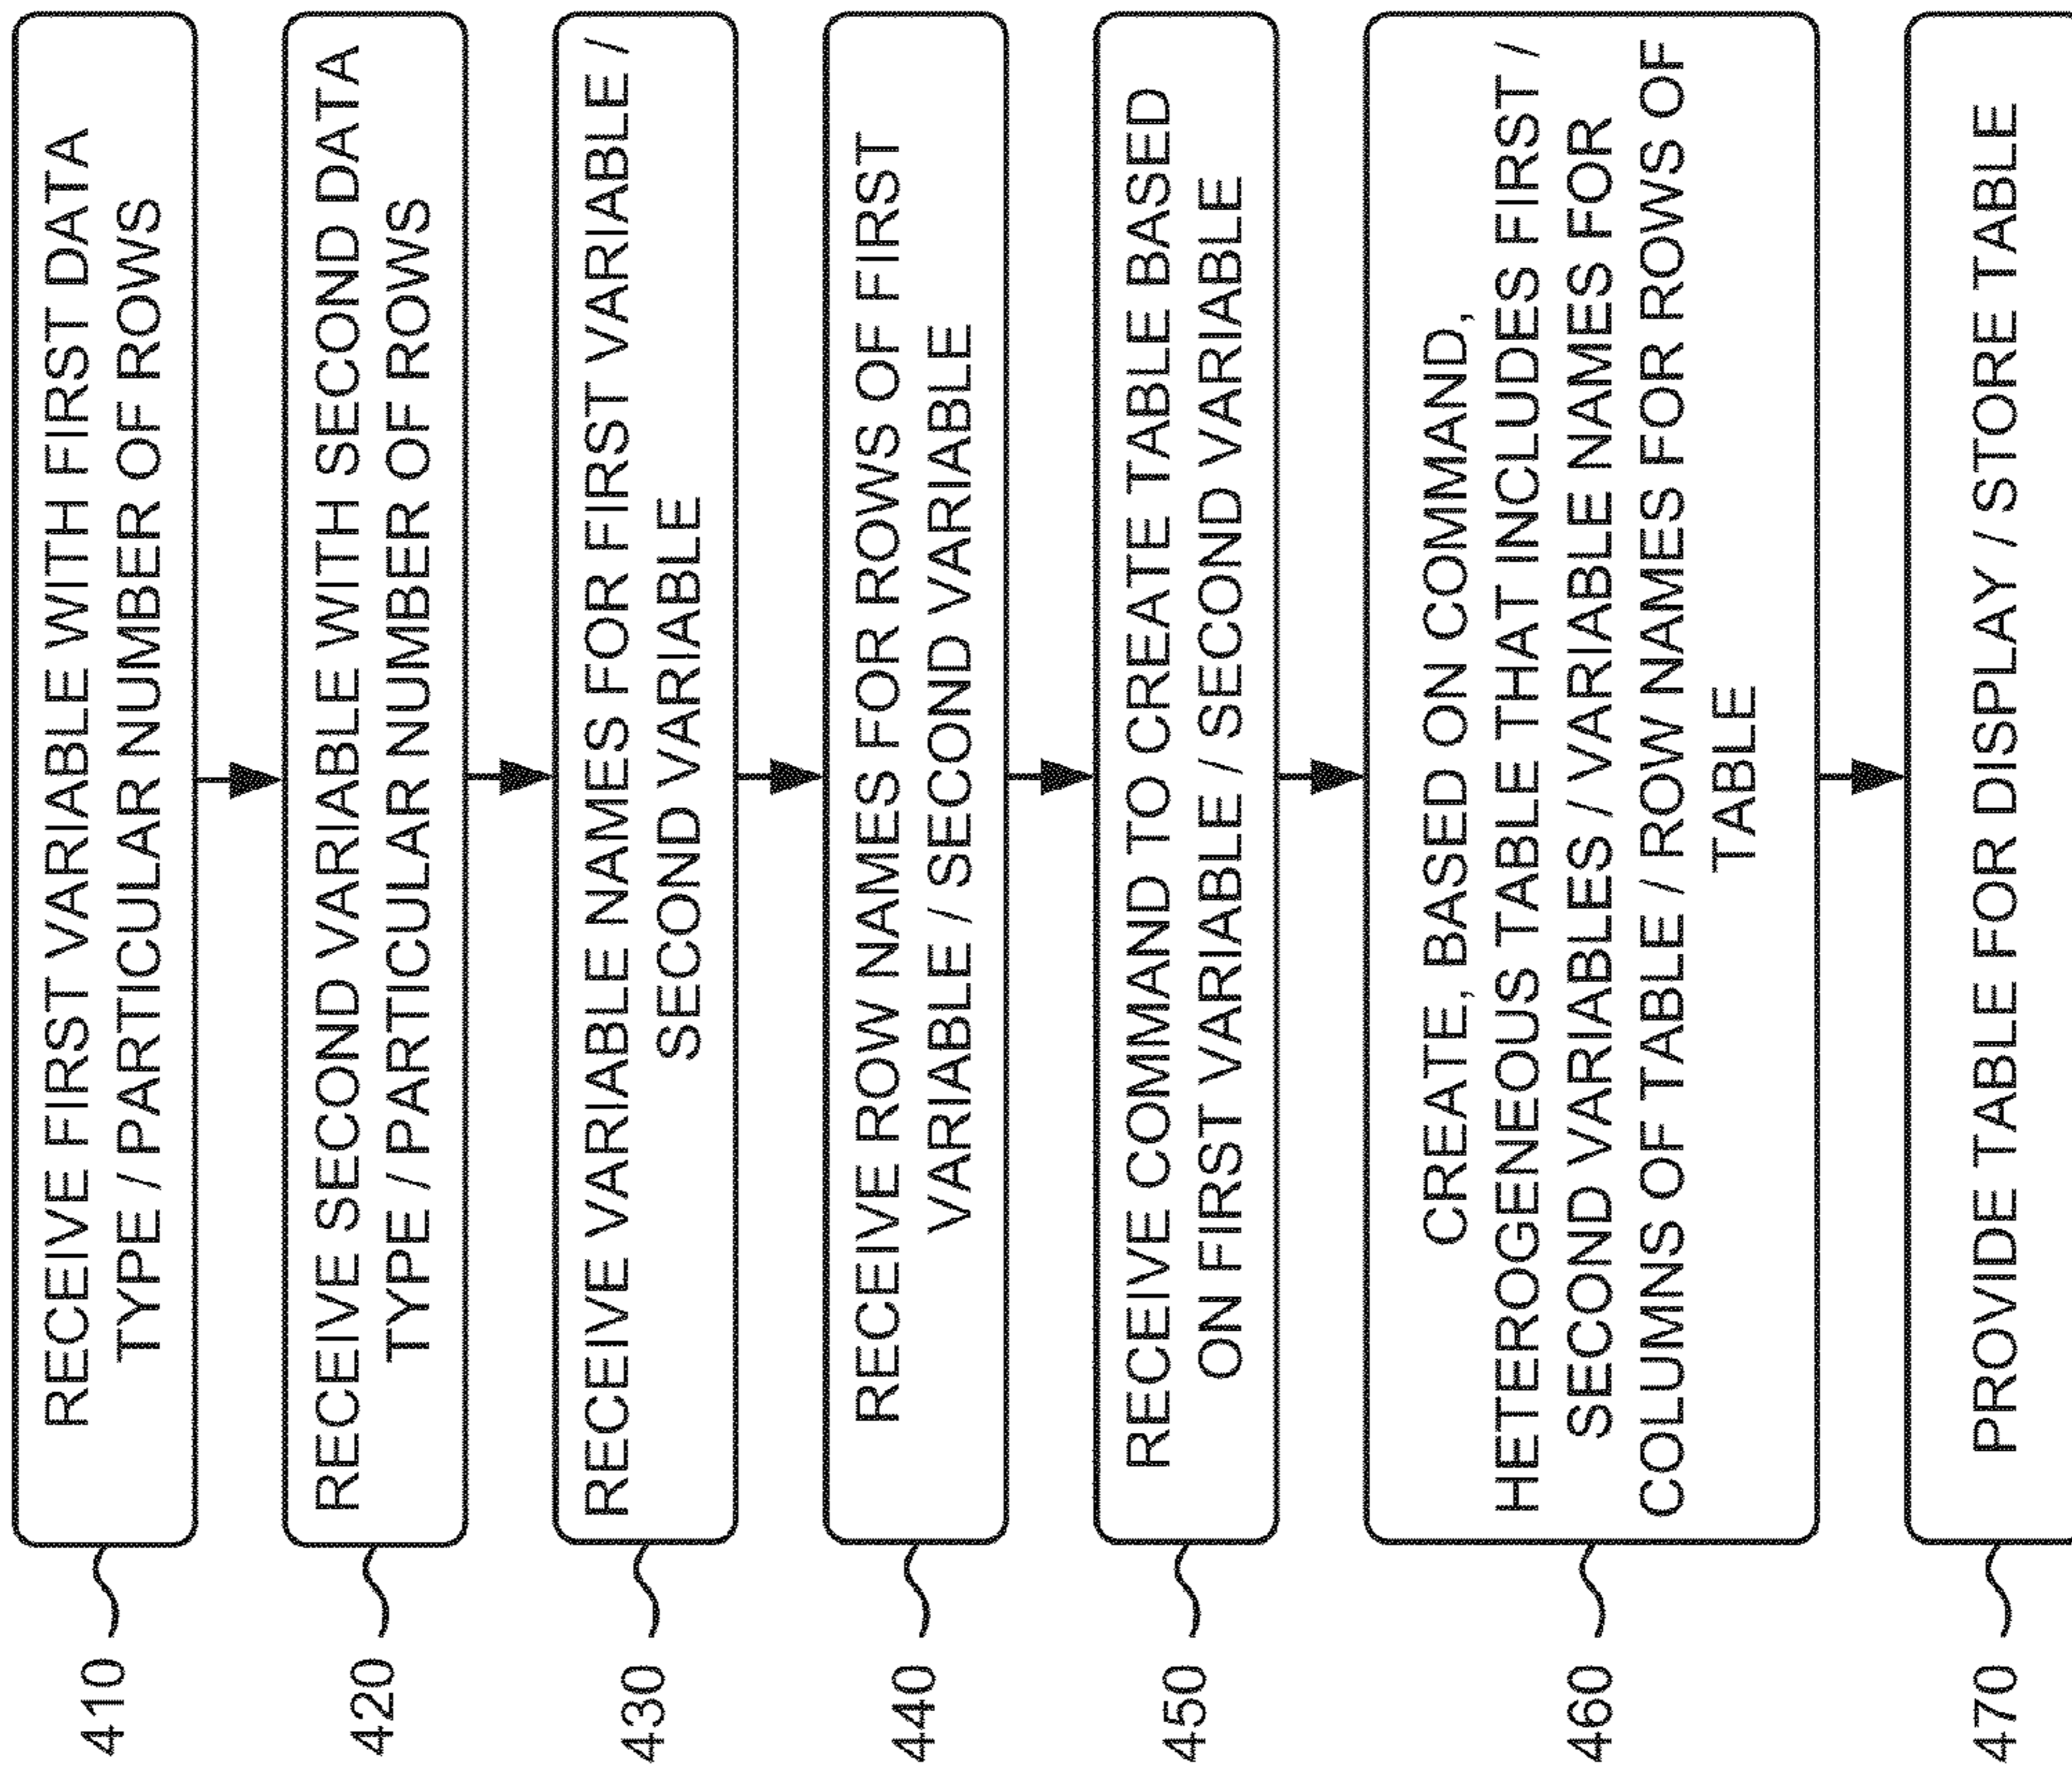 410
RECEIVE FIRST VARIABLE WITH FIRST DATA
TYPE / PARTICULAR NUMBER OF ROWS
420
RECEIVE SECOND VARIABLE WITH SECOND DATA
TYPE / PARTICULAR NUMBER OF ROWS
430
RECEIVE VARIABLE NAMES FOR FIRST VARIABLE /
SECOND VARIABLE
440
RECEIVE ROW NAMES FOR ROWS OF FIRST
VARIABLE / SECOND VARIABLE
450
RECEIVE COMMAND TO CREATE TABLE BASED
ON FIRST VARIABLE / SECOND VARIABLE
460
CREATE, BASED ON COMMAND,
HETEROGENEOUS TABLE THAT INCLUDES FIRST /
SECOND VARIABLES / VARIABLE NAMES FOR
COLUMNS OF TABLE / ROW NAMES FOR ROWS OF
TABLE
470
PROVIDE TABLE FOR DISPLAY / STORE TABLE